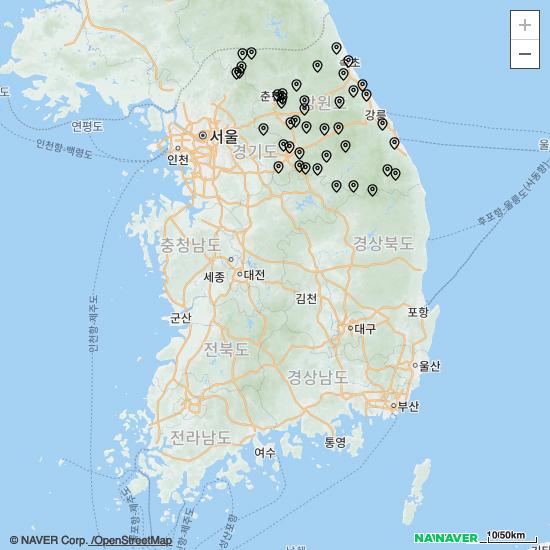 +
−
속초
춘천
강원
강릉
연평도
서울
인천항-백령도
인천
경기도
울
후포항-울릉도(사동항)
충청남도
경상북도
세종
대전
김천
인천항-제주도
군산
포항
대구
전북도
울산
경상남도
부산
전라남도
통영
여수
© NAVER Corp. /OpenStreetMap
NAVER
10/50km